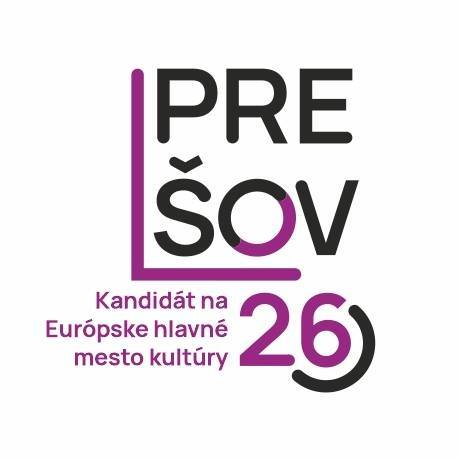 PRE
ŠOV
Kandidát na
Európske hlavné
mesto kultúry
26